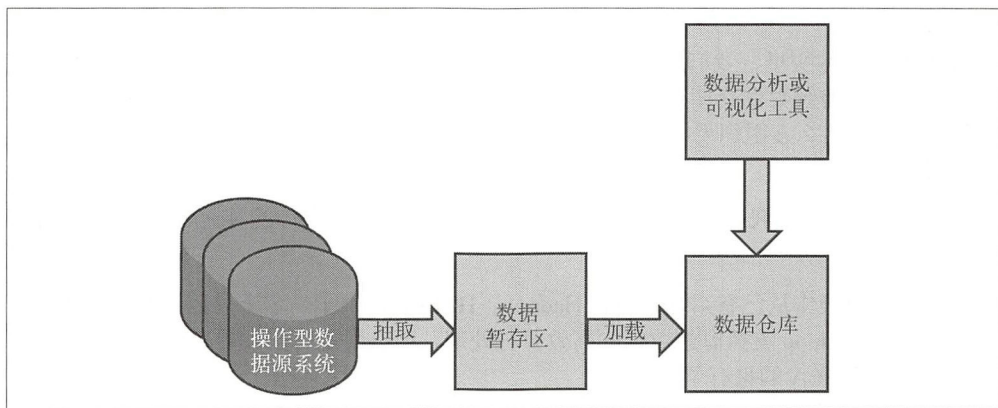 数据分析或
可视化工具
操作型数
据源系统
抽取
数据
暂存区
加载
数据仓库